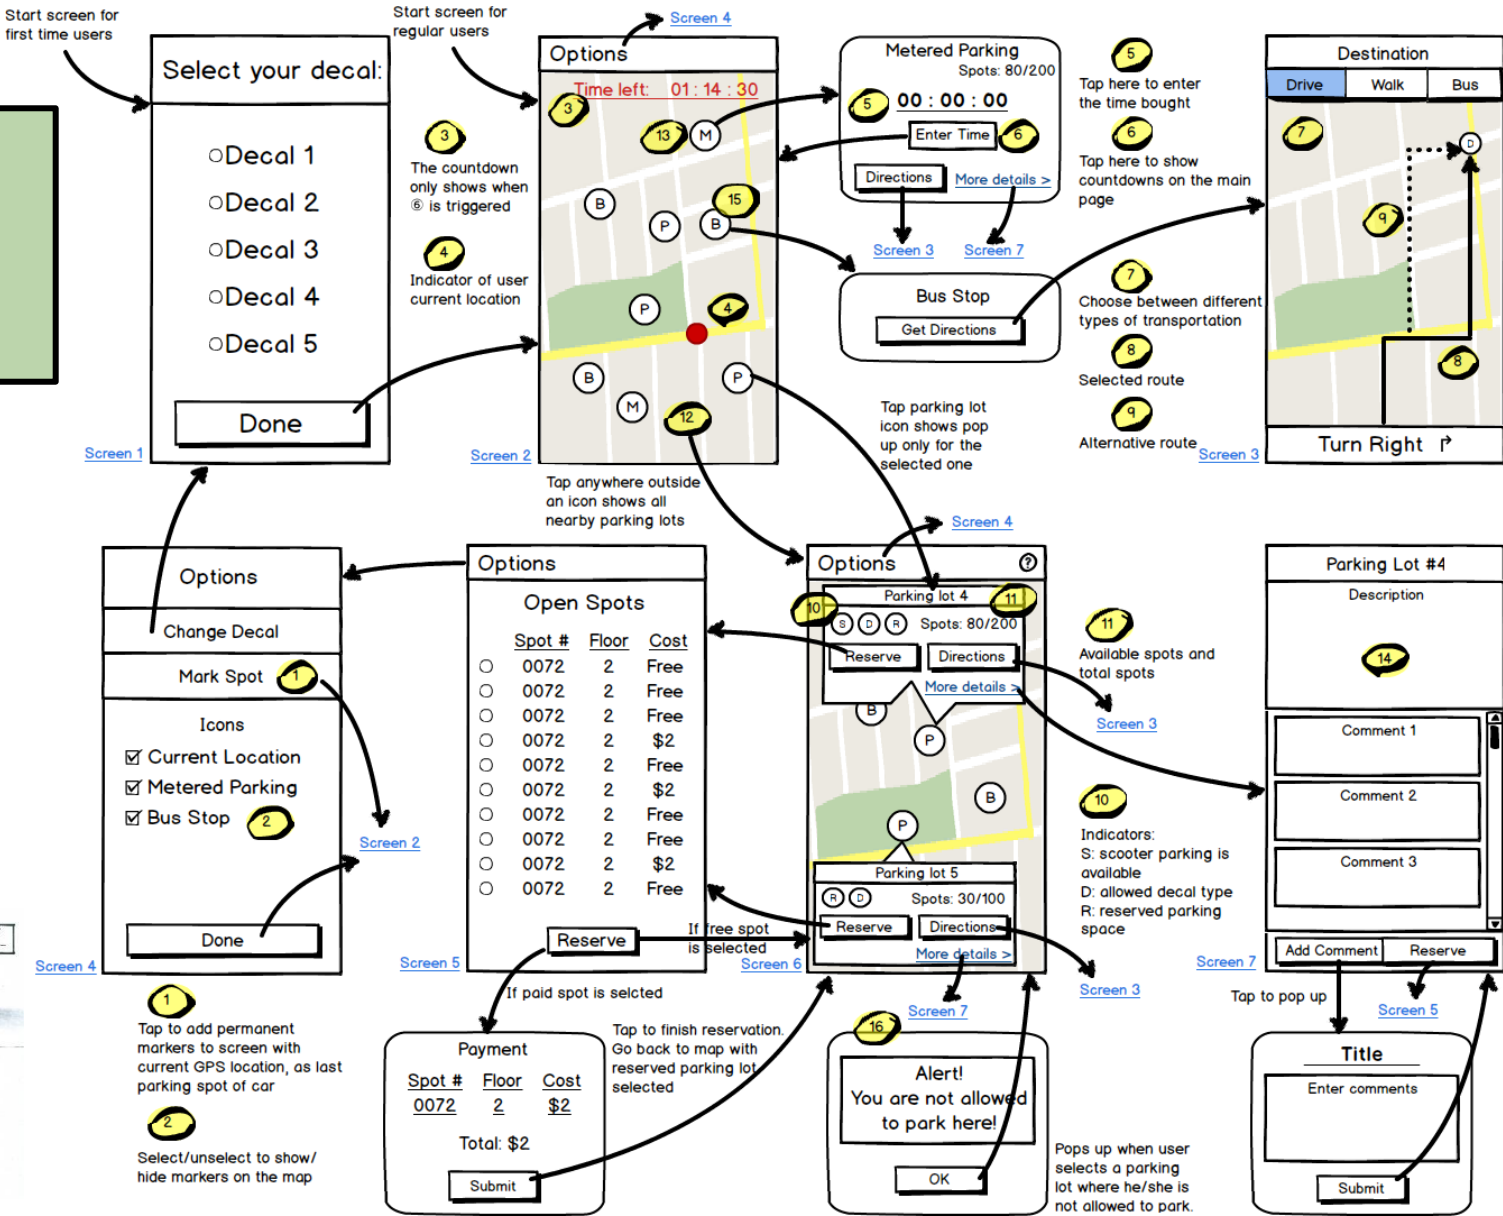 Start screen for
first time users
Select your decal:
Decal 1
Decal 2
Decal 3
Decal 4
Decal 5
Done
Screen 1
Start screen for
regular users
Screen 4
Options
Time left: 01 : 14 : 30
3
13
M
B
15
P
B
P
4
B
P
M
12
Screen 2
3
The countdown
only shows when
⑥ is triggered
4
Indicator of user
current location
Tap anywhere outside
an icon shows all
nearby parking lots
Metered Parking
Spots: 80/200
5
00 : 00 : 00
Enter Time
6
Directions
More details >
Screen 3
Screen 7
Bus Stop
Get Directions
5
Tap here to enter
the time bought
6
Tap here to show
countdowns on the main
page
7
Choose between different
types of transportation
8
Selected route
9
Alternative route
Tap parking lot
icon shows pop
up only for the
selected one
Destination
Drive
Walk
Bus
7
D
9
8
Turn Right
Screen 3
Options
Change Decal
Mark Spot
1
Icons
Current Location
Metered Parking
Bus Stop
2
Done
Screen 4
Screen 2
1
Tap to add permanent
markers to screen with
current GPS location, as last
parking spot of car
2
Select/unselect to show/
hide markers on the map
Options
Open Spots
Spot # Floor Cost
0072 2 Free
0072 2 Free
0072 2 Free
0072 2 $2
0072 2 Free
0072 2 $2
0072 2 Free
0072 2 Free
0072 2 $2
0072 2 Free
Reserve
Screen 5
If free spot
is selected
If paid spot is selcted
Payment
Spot # Floor Cost
0072 2 $2
Total: $2
Submit
Tap to finish reservation.
Go back to map with
reserved parking lot
selected
Screen 4
Options
?
Parking lot 4
10
11
S D R Spots: 80/200
Reserve
Directions
More details >
B
P
B
P
Parking lot 5
R D Spots: 30/100
Reserve
Directions
More details >
Screen 6
Screen 7
11
Available spots and
total spots
Screen 3
10
Indicators:
S: scooter parking is
available
D: allowed decal type
R: reserved parking
space
Screen 3
16
Alert!
You are not allowed
to park here!
OK
Pops up when user
selects a parking
lot where he/she is
not allowed to park.
Parking Lot #4
Description
14
Comment 1
Comment 2
Comment 3
Add Comment
Reserve
Screen 7
Tap to pop up
Screen 5
Title
Enter comments
Submit